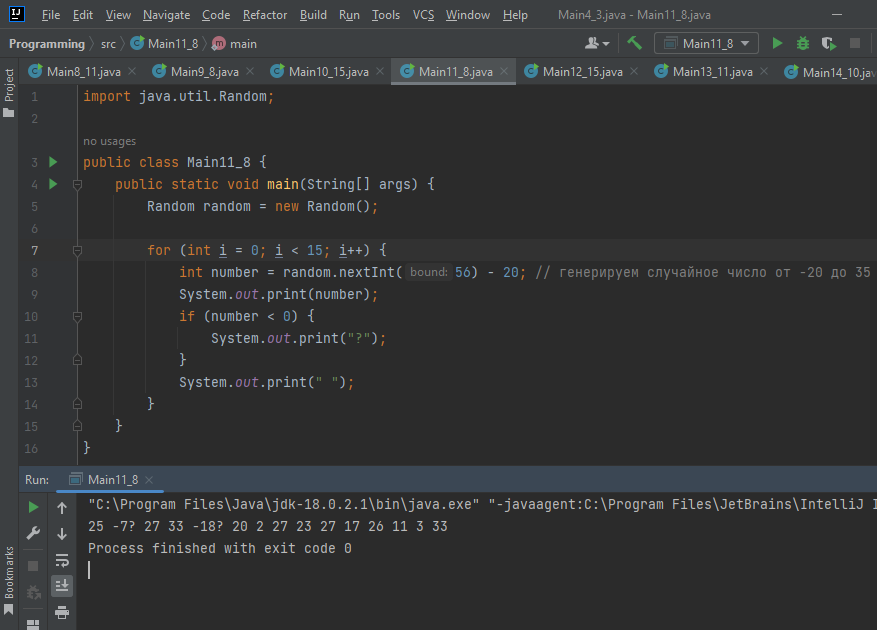 File Edit View Navigate Code Refactor Build Run Tools VCS Window Help Main4_3.java - Main11_8.java
Programming src Main11_8 main Main11_8
Project
Main8_11.java Main9_8.java Main10_15.java Main11_8.java Main12_15.java Main13_11.java Main14_10.jav
1 import java.util.Random;
2
no usages
3 public class Main11_8 {
4 public static void main(String[] args) {
5 Random random = new Random();
6
7 for (int i = 0; i < 15; i++) {
8 int number = random.nextInt( bound: 56) - 20; // генерируем случайное число от -20 до 35
9 System.out.print(number);
10 if (number < 0) {
11 System.out.print("?");
12 }
13 System.out.print(" ");
14 }
15 }
16 }
Run: Main11_8
"C:\Program Files\Java\jdk-18.0.2.1\bin\java.exe" "-javaagent:C:\Program Files\JetBrains\IntelliJ I
25 -7? 27 33 -18? 20 2 27 23 27 17 26 11 3 33
Process finished with exit code 0
Bookmarks